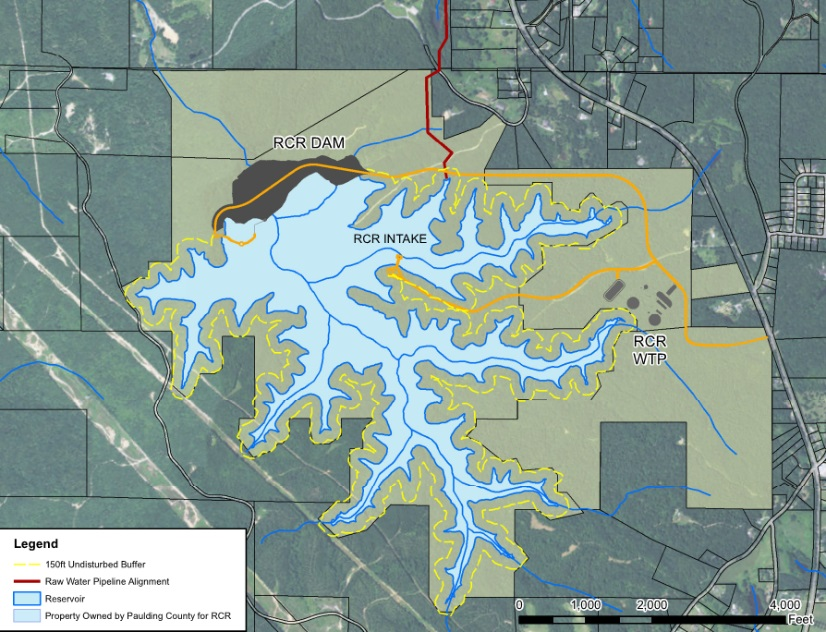 RCR DAM
RCR INTAKE
RCR
WTP
Legend
150ft Undisturbed Buffer
Raw Water Pipeline Alignment
Reservoir
Property Owned by Paulding County for RCR
0 1,000 2,000 4,000
Feet